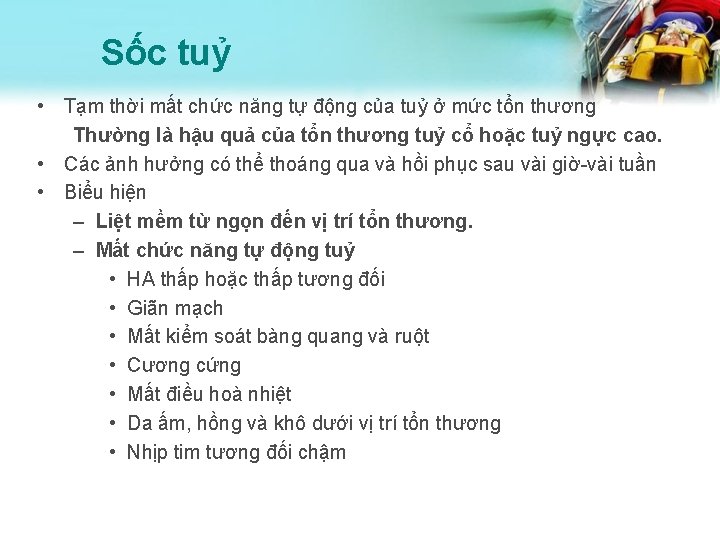 Sốc tuỷ
• Tạm thời mất chức năng tự động của tuỷ ở mức tổn thương
Thường là hậu quả của tổn thương tuỷ cổ hoặc tuỷ ngực cao.
• Các ảnh hưởng có thể thoáng qua và hồi phục sau vài giờ-vài tuần
• Biểu hiện
– Liệt mềm từ ngọn đến vị trí tổn thương.
– Mất chức năng tự động tuỷ
• HA thấp hoặc thấp tương đối
• Giãn mạch
• Mất kiểm soát bàng quang và ruột
• Cương cứng
• Mất điều hoà nhiệt
• Da ấm, hồng và khô dưới vị trí tổn thương
• Nhịp tim tương đối chậm